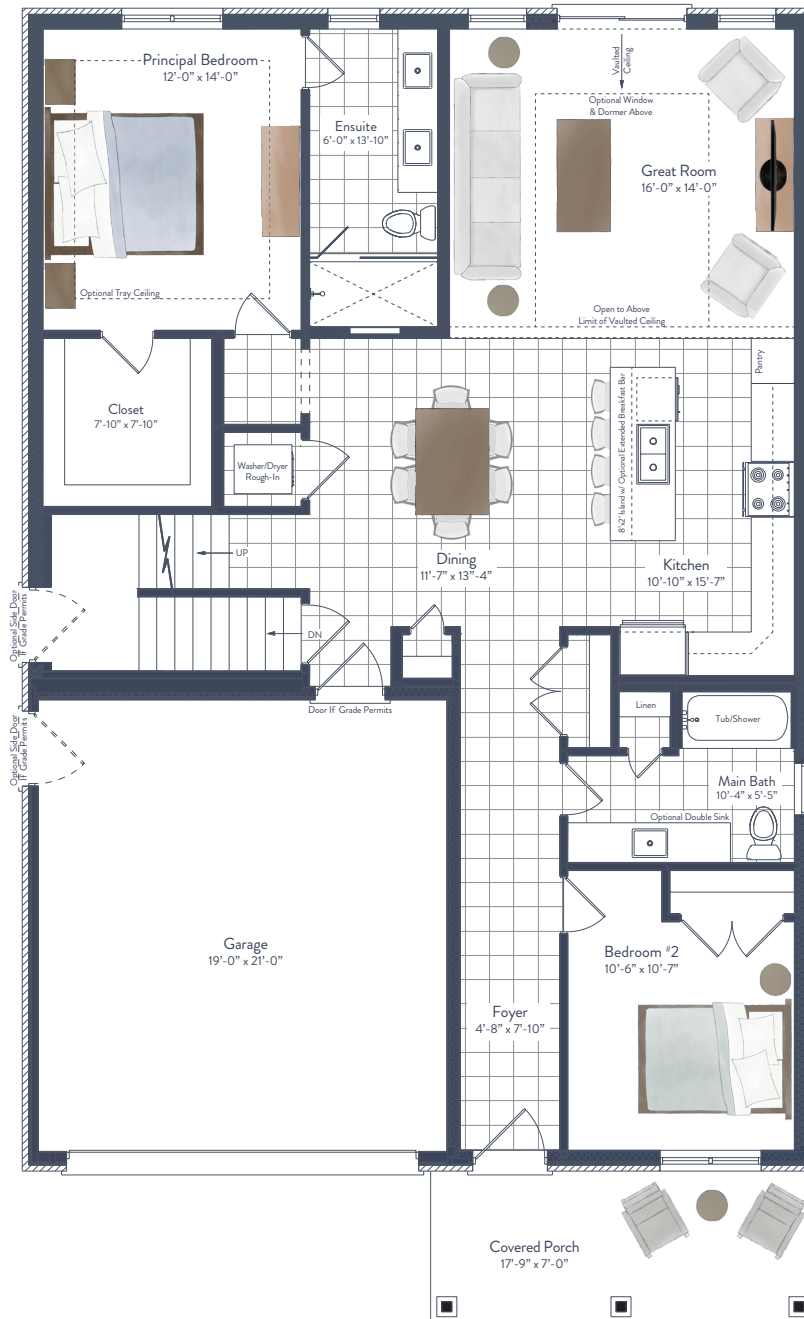 Principal Bedroom
12'-0" x 14'-0"
Optional Tray Ceiling
Ensuite
6'-0" x 13'-10"
Vaulted
Ceiling
Optional Window
& Dormer Above
Great Room
16'-0" x 14'-0"
Open to Above
Limit of Vaulted Ceiling
Closet
7'-10" x 7'-10"
Washer/Dryer
Rough-In
Pantry
8'x2' Island w/ Optional Extended Breakfast Bar
UP
Dining
11'-7" x 13"-4"
Kitchen
10'-10" x 15'-7"
Optional Side Door
If Grade Permits
DN
Door If Grade Permits
Linen
Tub/Shower
Optional Side Door
If Grade Permits
Main Bath
10'-4" x 5'-5"
Optional Double Sink
Garage
19'-0" x 21'-0"
Bedroom #2
10'-6" x 10'-7"
Foyer
4'-8" x 7'-10"
Covered Porch
17'-9" x 7'-0"